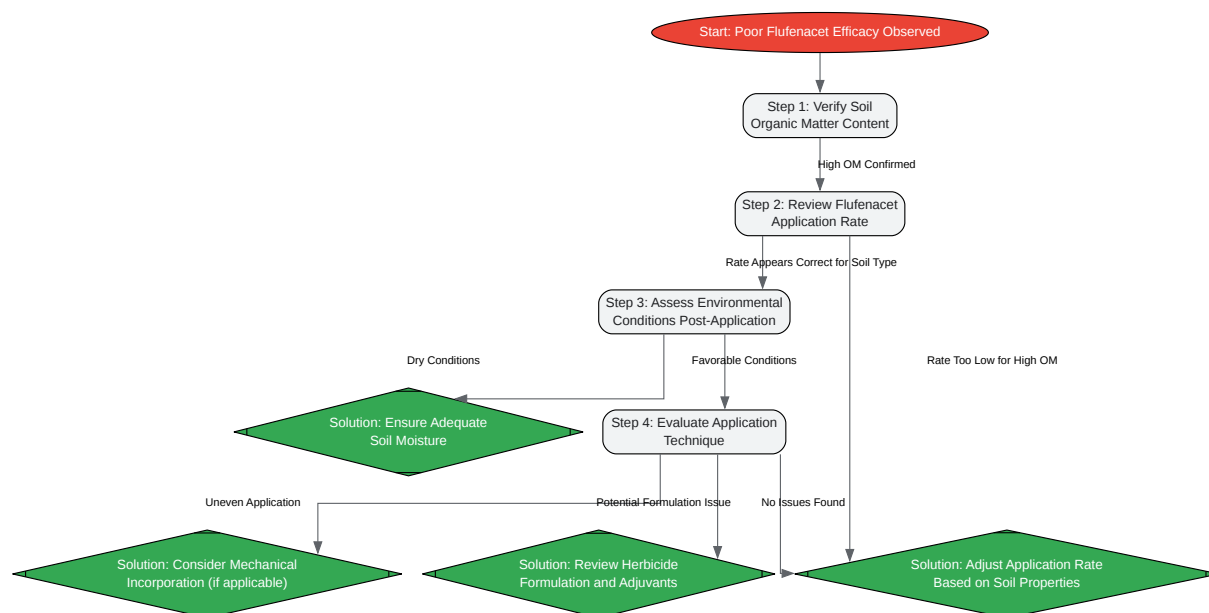 Start: Poor Flufenacet Efficacy Observed
Step 1: Verify Soil
Organic Matter Content
High OM Confirmed
Step 2: Review Flufenacet
Application Rate
Rate Appears Correct for Soil Type
Step 3: Assess Environmental
Conditions Post-Application
Dry Conditions
Favorable Conditions
Rate Too Low for High OM
Solution: Ensure Adequate
Soil Moisture
Step 4: Evaluate Application
Technique
Uneven Application
Potential Formulation Issue
No Issues Found
Solution: Consider Mechanical
Incorporation (if applicable)
Solution: Review Herbicide
Formulation and Adjuvants
Solution: Adjust Application Rate
Based on Soil Properties